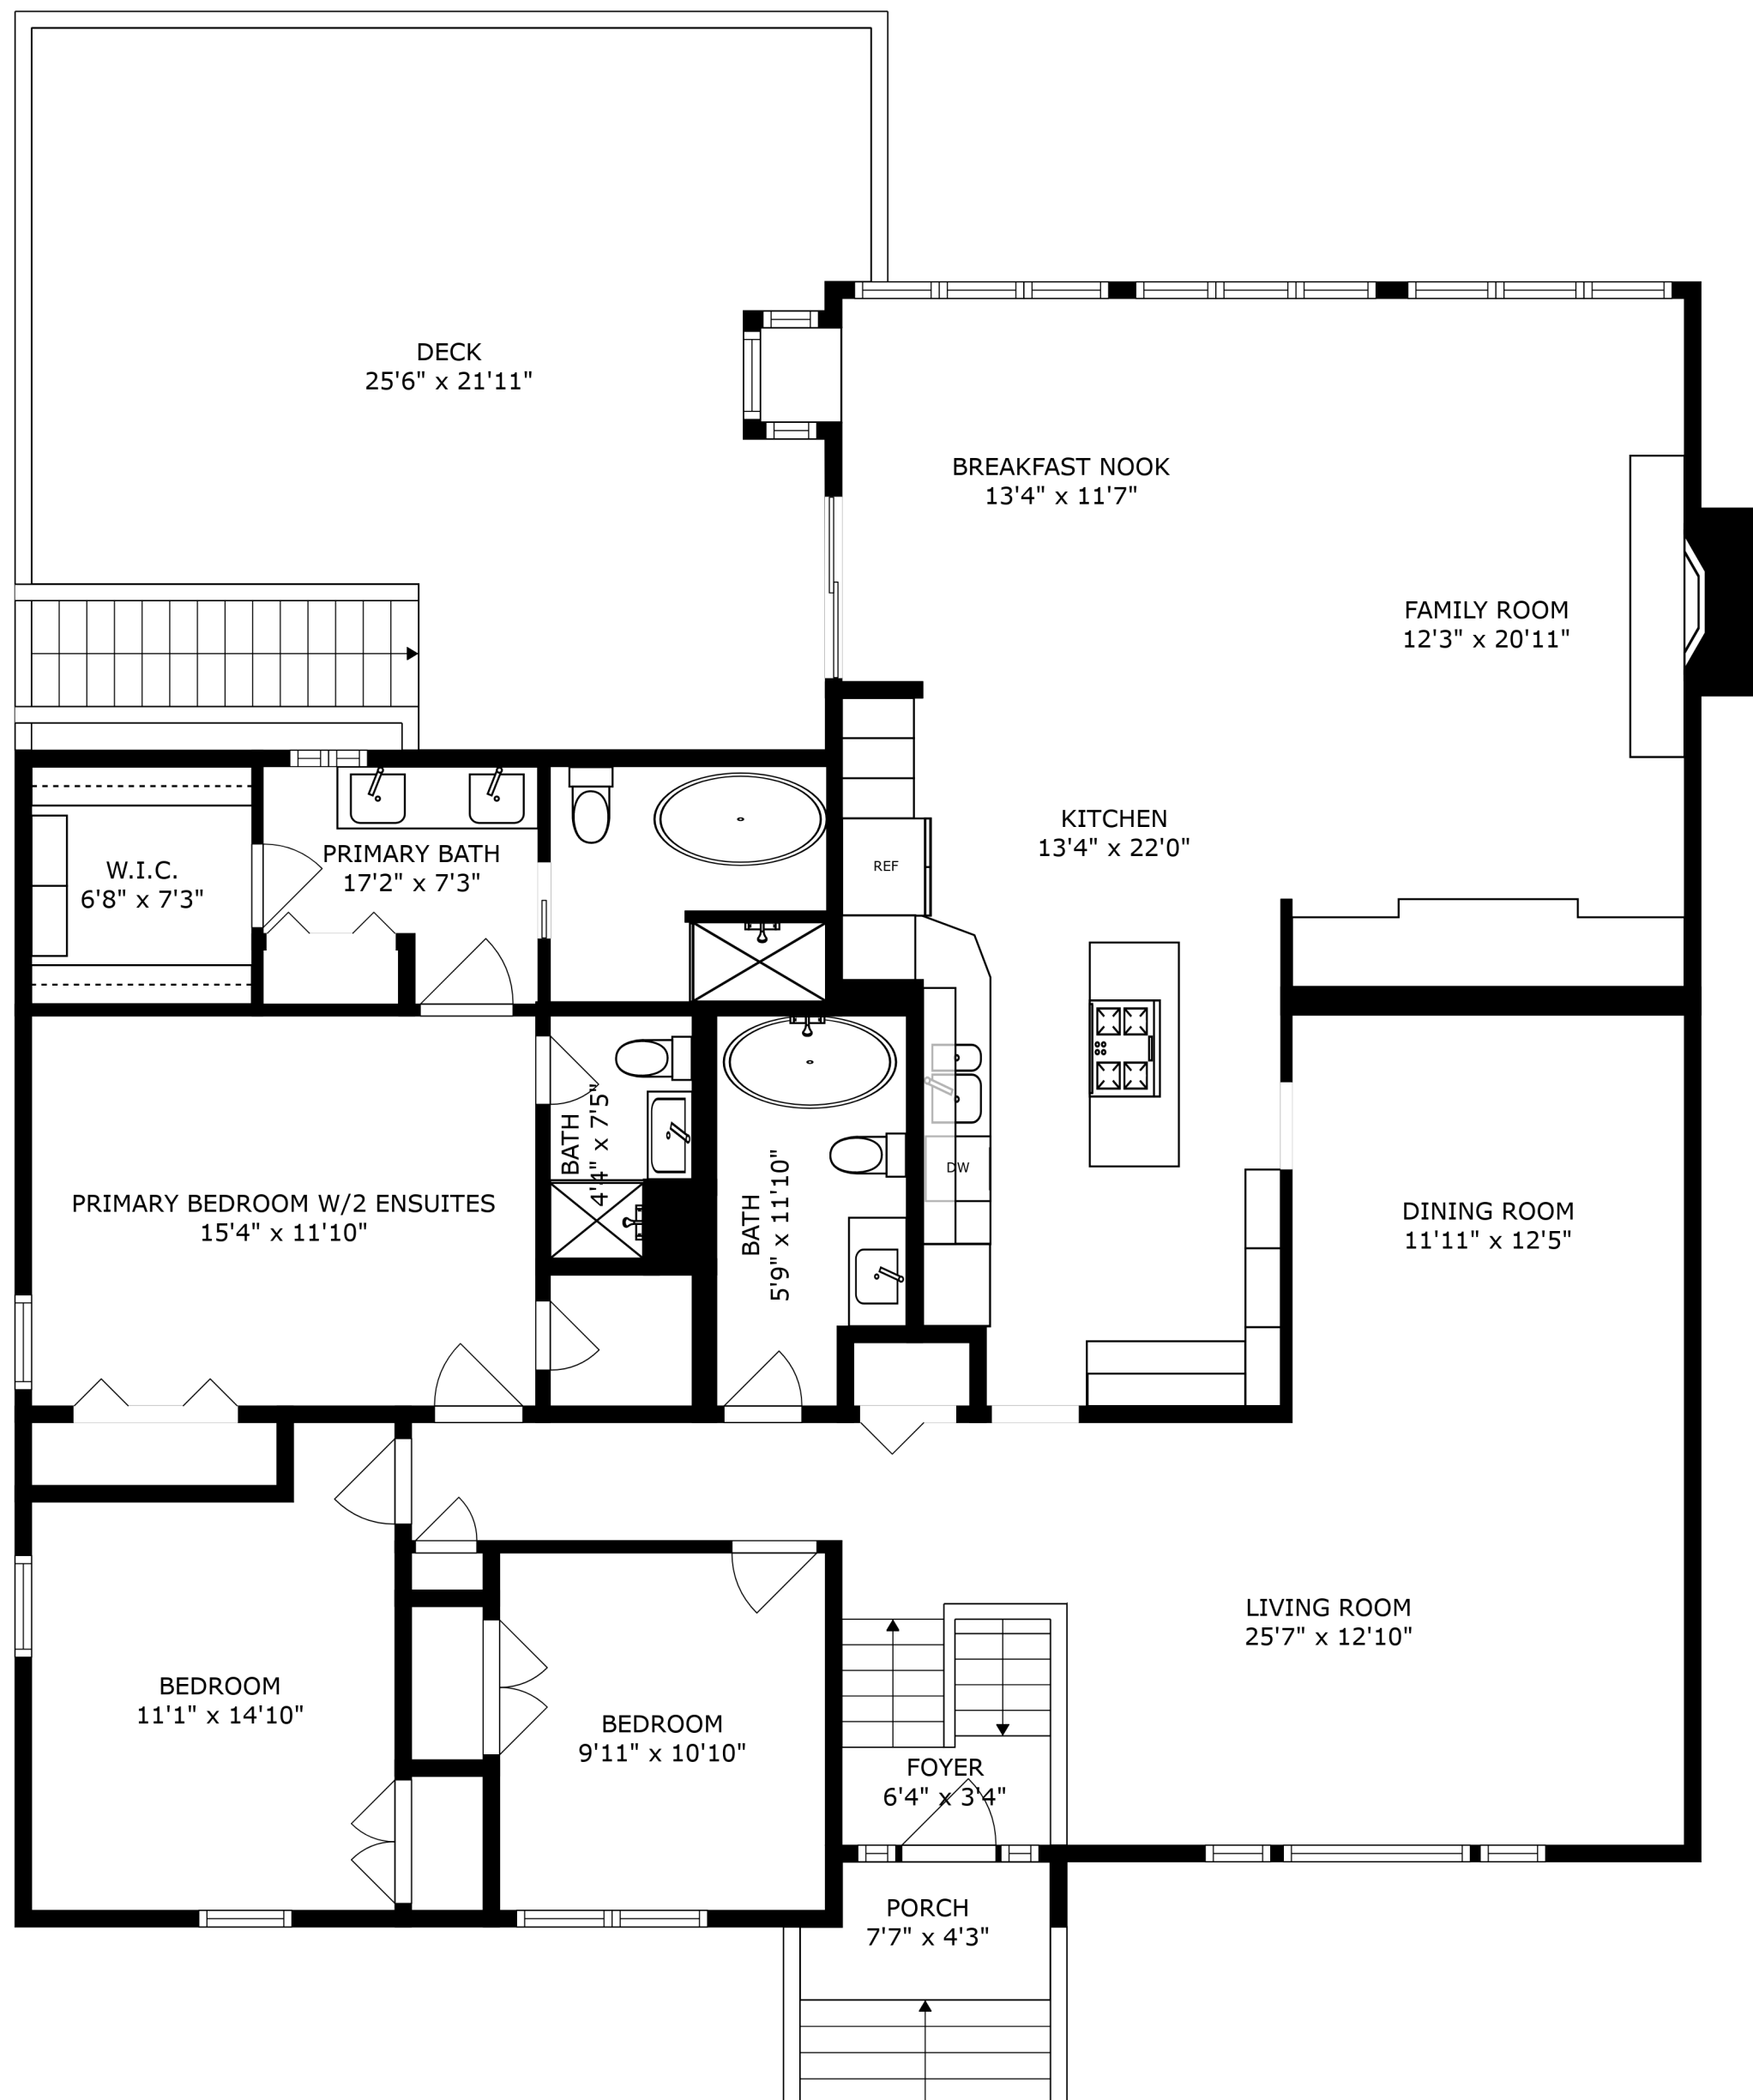 DECK
25'6" x 21'11"
BREAKFAST NOOK
13'4" x 11'7"
FAMILY ROOM
12'3" x 20'11"
KITCHEN
13'4" x 22'0"
REF
PRIMARY BATH
17'2" x 7'3"
W.I.C.
6'8" x 7'3"
BATH
4'4" x 7'5"
BATH
5'9" x 11'10"
DW
PRIMARY BEDROOM W/2 ENSUITES
15'4" x 11'10"
DINING ROOM
11'11" x 12'5"
LIVING ROOM
25'7" x 12'10"
BEDROOM
11'1" x 14'10"
BEDROOM
9'11" x 10'10"
FOYER
6'4" x 3'4"
PORCH
7'7" x 4'3"